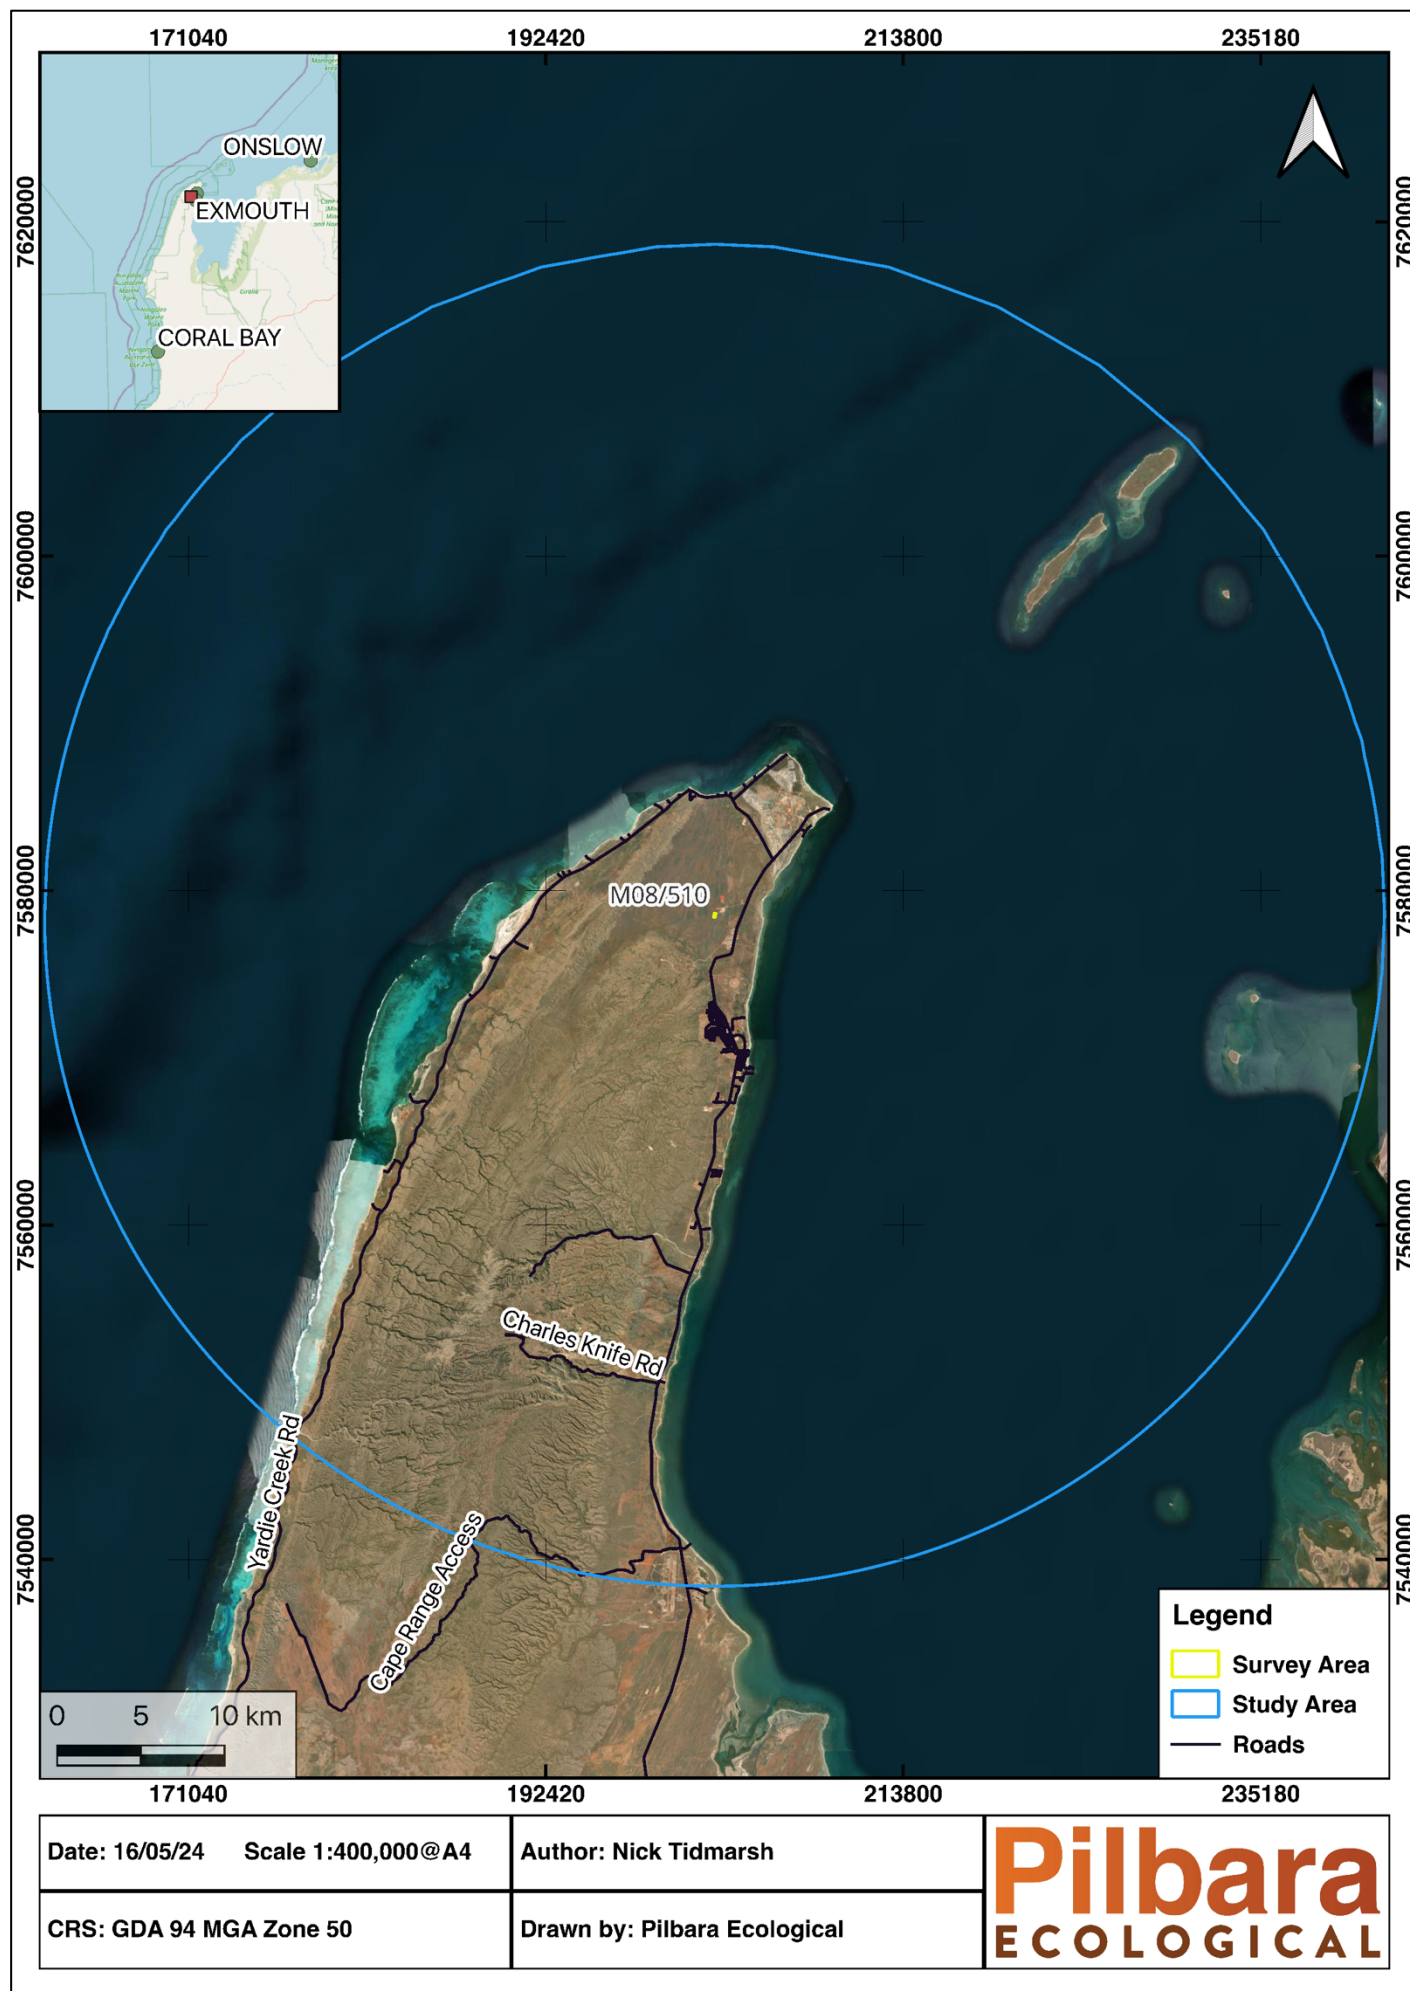 171040 192420 213800 235180
7620000 7620000
7600000 7600000
7580000 7580000
7560000 7560000
7540000 7540000
ONSLOW
EXMOUTH
Giralia
CORAL BAY
M08/510
Charles Knife Rd
Yardie Creek Rd
Cape Range Access
Legend
Survey Area
Study Area
Roads
0 5 10 km
171040 192420 213800 235180
Date: 16/05/24 Scale 1:400,000@A4
Author: Nick Tidmarsh
CRS: GDA 94 MGA Zone 50
Drawn by: Pilbara Ecological
Pilbara
ECOLOGICAL